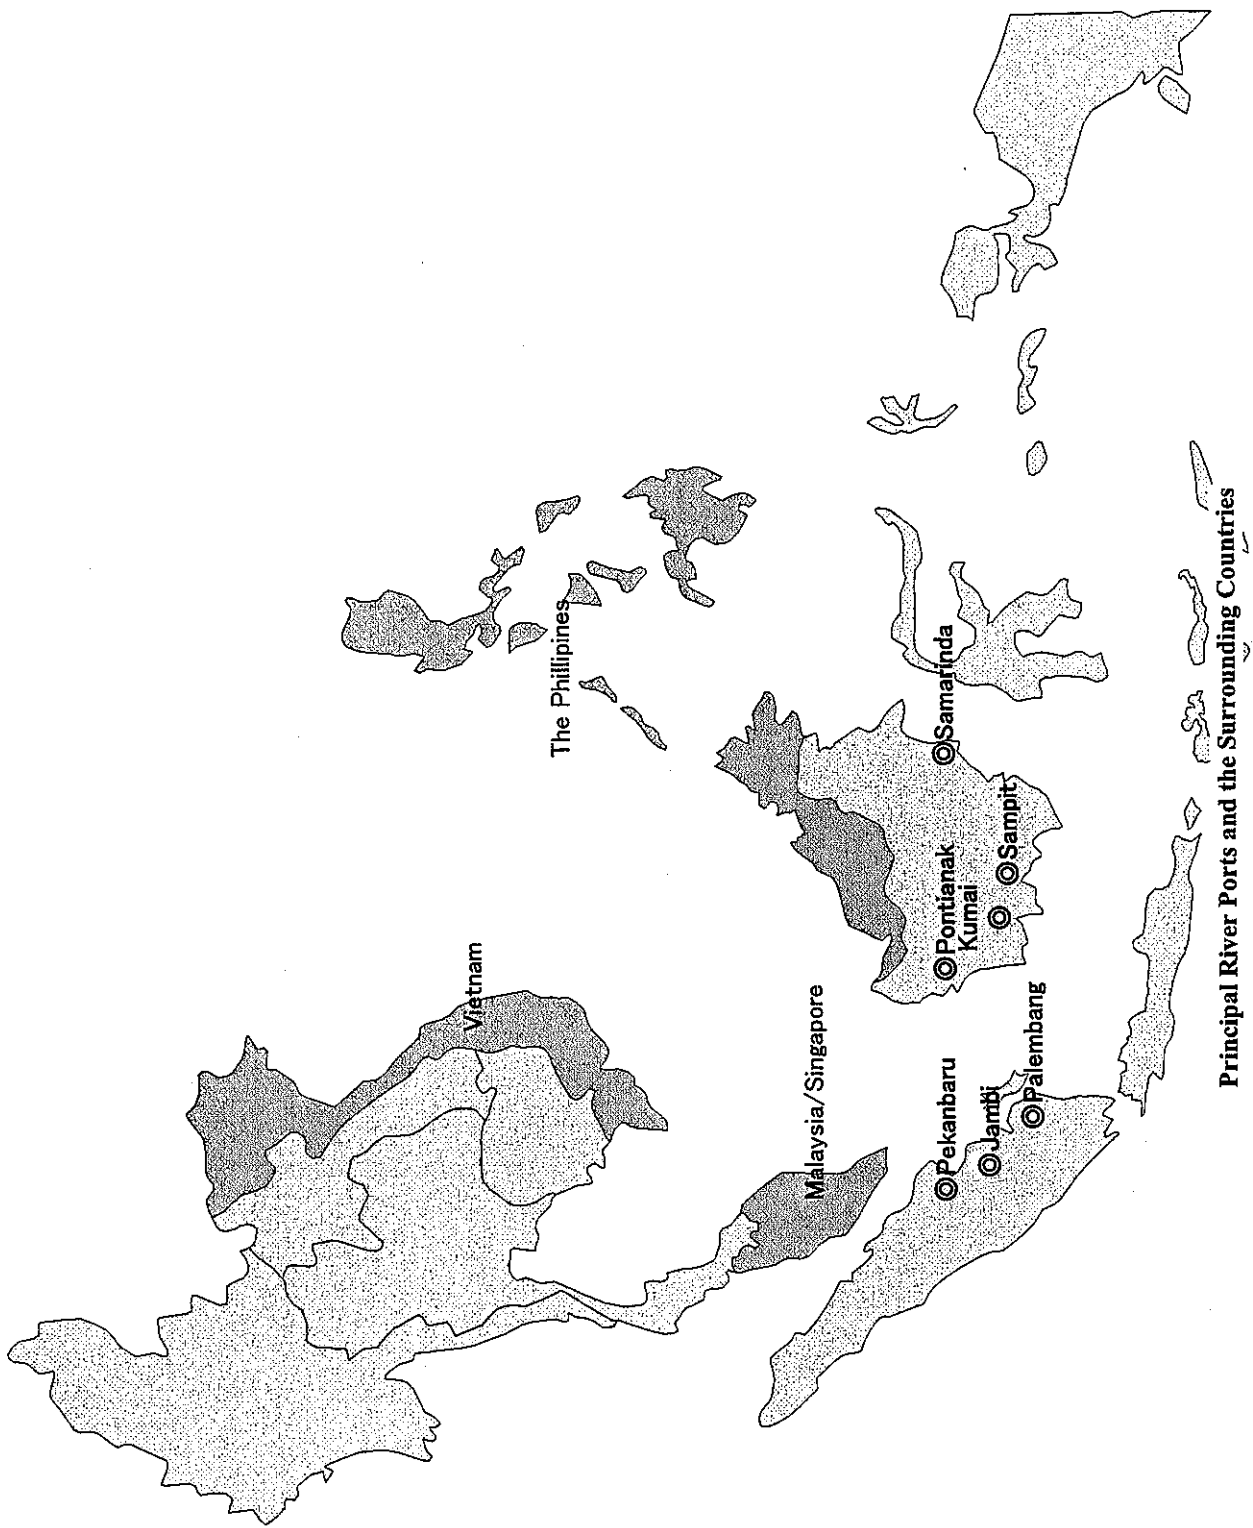 Vietnam
The Phillipines
Malaysia/Singapore
Pekanbaru
Jambi
Palembang
Pontianak
Kumai
Sampit
Samarinda
Principal River Ports and the Surrounding Countries